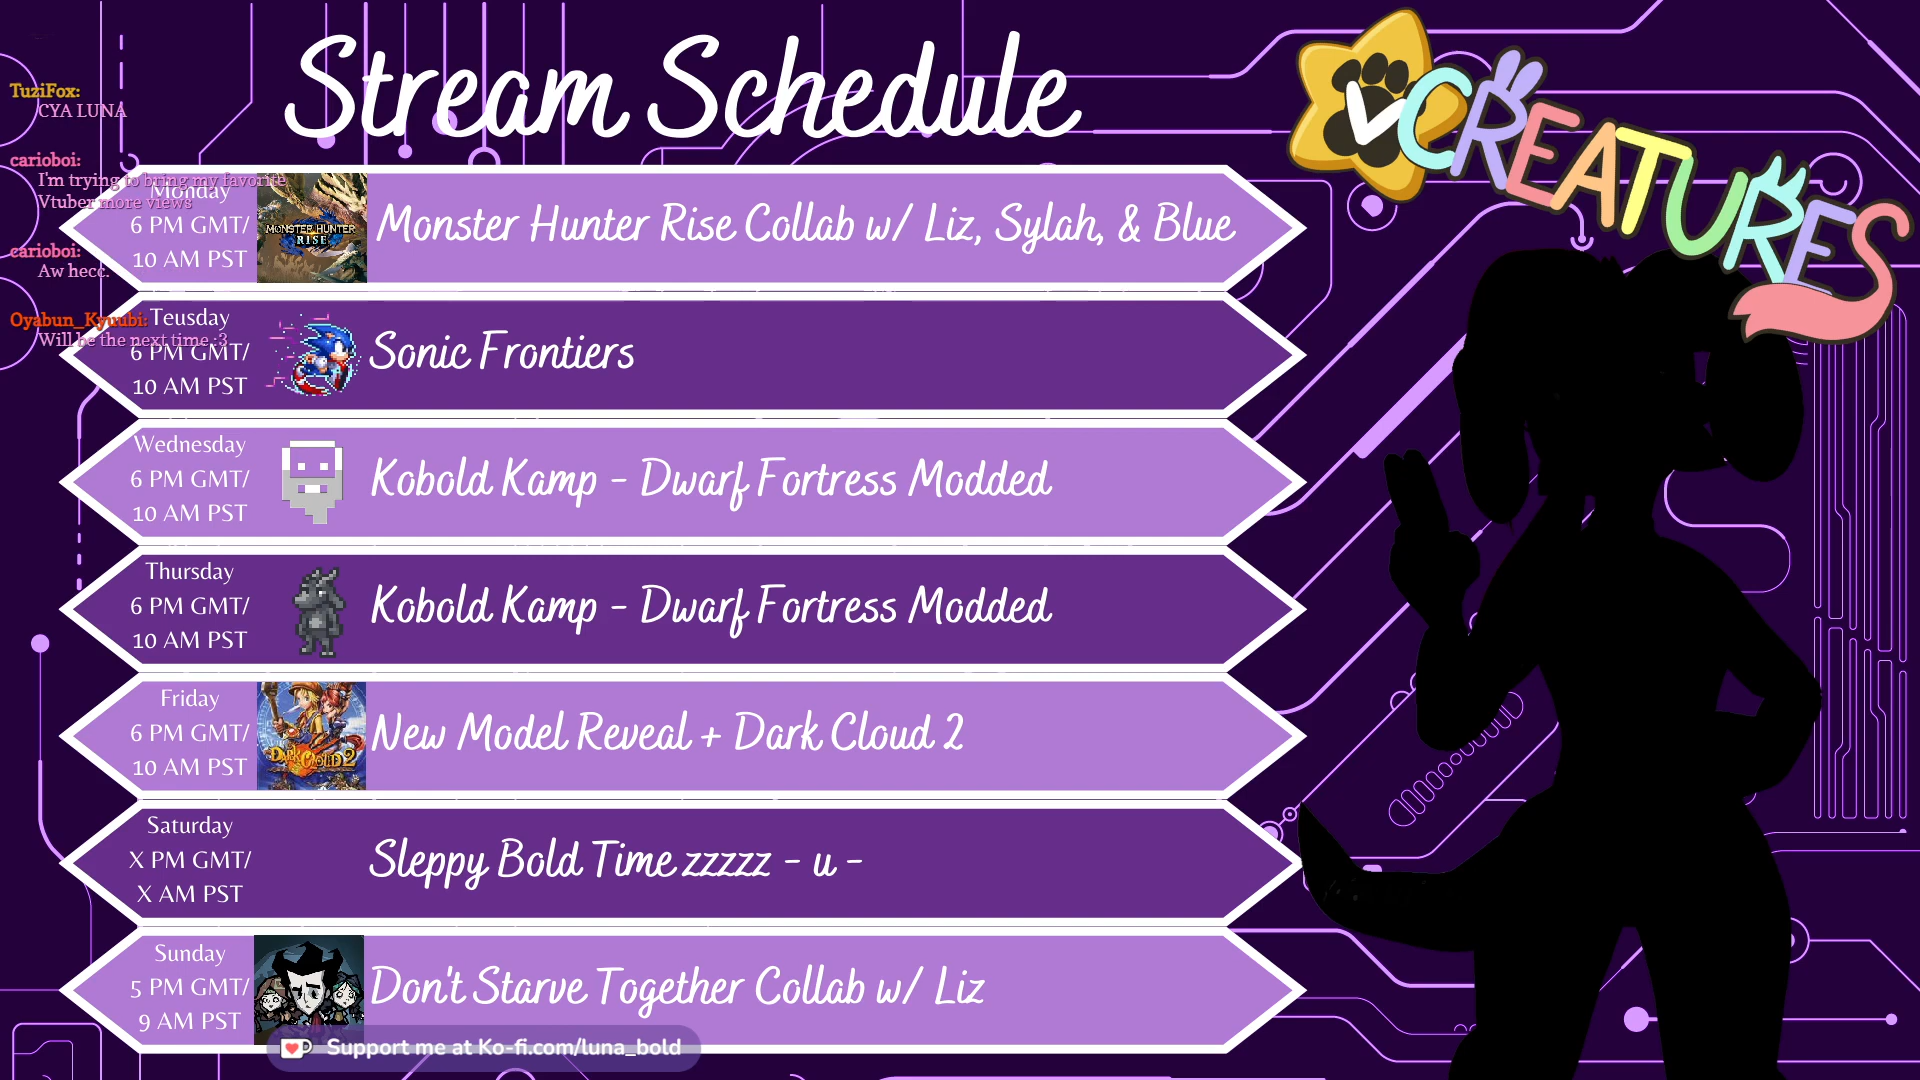 Stream Schedule
VCREATURES
TuziFox:
CYA LUNA
carioboi:
I'm trying to bring my favorite
Vtuber more views
carioboi:
Aw hecc.
Oyabun_Kyuubi:
Will be the next time :3
Monday
6 PM GMT/
10 AM PST
MONSTER HUNTER
RISE
Monster Hunter Rise Collab w/ Liz, Sylah, & Blue
Teusday
6 PM GMT/
10 AM PST
Sonic Frontiers
Wednesday
6 PM GMT/
10 AM PST
Kobold Kamp - Dwarf Fortress Modded
Thursday
6 PM GMT/
10 AM PST
Kobold Kamp - Dwarf Fortress Modded
Friday
6 PM GMT/
10 AM PST
DARK CLOUD 2
New Model Reveal + Dark Cloud 2
Saturday
X PM GMT/
X AM PST
Sleppy Bold Time zzzzz - u -
Sunday
5 PM GMT/
9 AM PST
Don't Starve Together Collab w/ Liz
Support me at Ko-fi.com/luna_bold